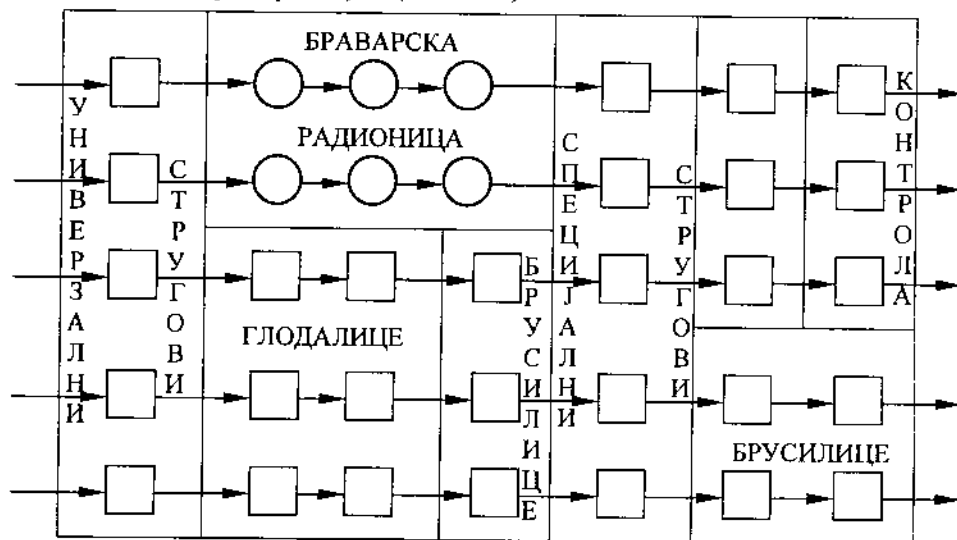 БРАВАРСКА
РАДИОНИЦА
УНИВЕРЗАЛНИ
СТРУГОВИ
ГЛОДАЛИЦЕ
БРУСИЛИЦЕ
СПЕЦИЈАЛНИ
СТРУГОВИ
КОНТРОЛА
БРУСИЛИЦЕ